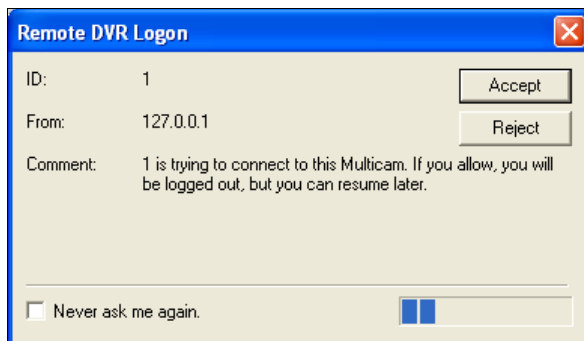 Remote DVR Logon
ID: 1 Accept
From: 127.0.0.1 Reject
Comment: 1 is trying to connect to this Multicam. If you allow, you will
be logged out, but you can resume later.
Never ask me again.